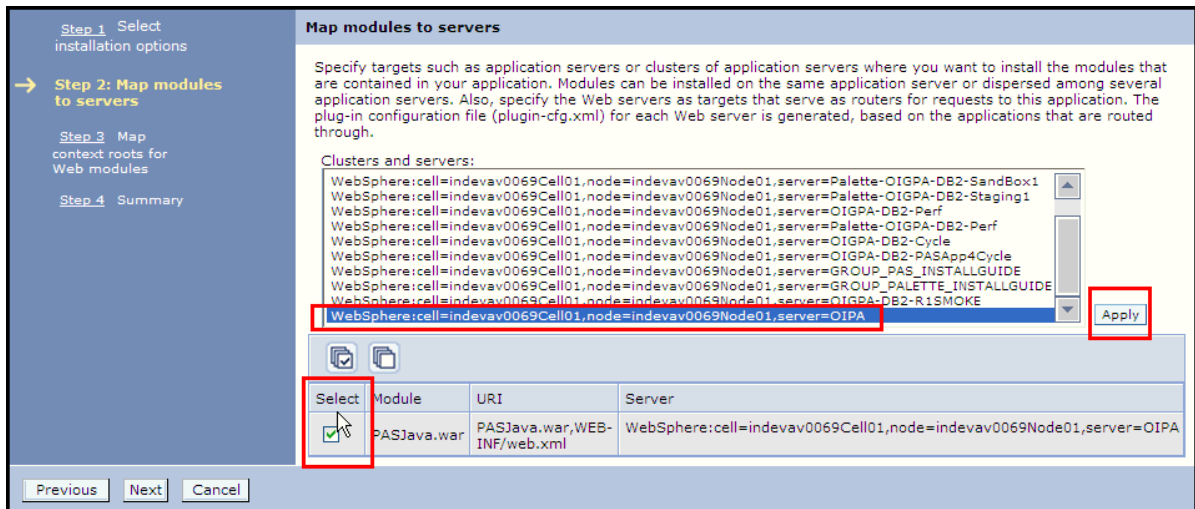 Step 1 Select
installation options
Step 2: Map modules
to servers
Step 3 Map
context roots for
Web modules
Step 4 Summary
Map modules to servers
Specify targets such as application servers or clusters of application servers where you want to install the modules that
are contained in your application. Modules can be installed on the same application server or dispersed among several
application servers. Also, specify the Web servers as targets that serve as routers for requests to this application. The
plug-in configuration file (plugin-cfg.xml) for each Web server is generated, based on the applications that are routed
through.
Clusters and servers:
WebSphere:cell=indevav0069Cell01,node=indevav0069Node01,server=Palette-OIGPA-DB2-SandBox1
WebSphere:cell=indevav0069Cell01,node=indevav0069Node01,server=Palette-OIGPA-DB2-Staging1
WebSphere:cell=indevav0069Cell01,node=indevav0069Node01,server=OIGPA-DB2-Perf
WebSphere:cell=indevav0069Cell01,node=indevav0069Node01,server=Palette-OIGPA-DB2-Perf
WebSphere:cell=indevav0069Cell01,node=indevav0069Node01,server=OIGPA-DB2-Cycle
WebSphere:cell=indevav0069Cell01,node=indevav0069Node01,server=OIGPA-DB2-PASApp4Cycle
WebSphere:cell=indevav0069Cell01,node=indevav0069Node01,server=GROUP_PAS_INSTALLGUIDE
WebSphere:cell=indevav0069Cell01,node=indevav0069Node01,server=GROUP_PALETTE_INSTALLGUIDE
WebSphere:cell=indevav0069Cell01,node=indevav0069Node01,server=OIGPA-DB2-R1SMOKE
WebSphere:cell=indevav0069Cell01,node=indevav0069Node01,server=OIPA
Apply
Select Module URI Server
PASJava.war PASJava.war,WEB-INF/web.xml WebSphere:cell=indevav0069Cell01,node=indevav0069Node01,server=OIPA
Previous Next Cancel